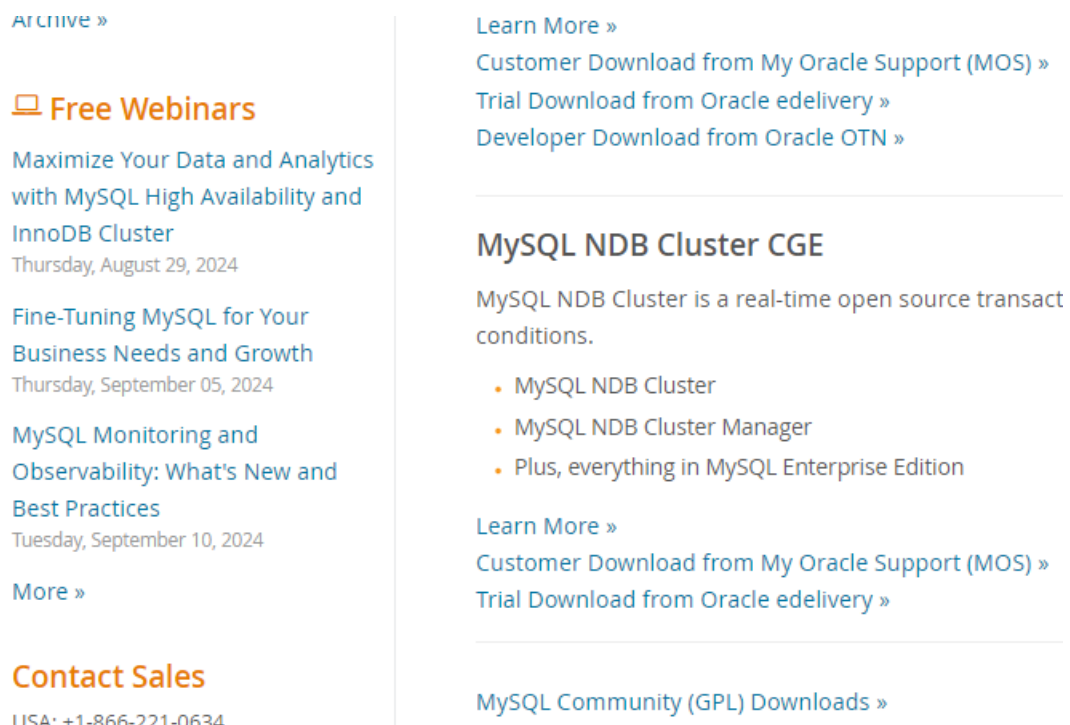 Archive »
Free Webinars
Maximize Your Data and Analytics
with MySQL High Availability and
InnoDB Cluster
Thursday, August 29, 2024
Fine-Tuning MySQL for Your
Business Needs and Growth
Thursday, September 05, 2024
MySQL Monitoring and
Observability: What's New and
Best Practices
Tuesday, September 10, 2024
More »
Contact Sales
USA: +1-866-221-0634
Learn More »
Customer Download from My Oracle Support (MOS) »
Trial Download from Oracle edelivery »
Developer Download from Oracle OTN »
MySQL NDB Cluster CGE
MySQL NDB Cluster is a real-time open source transact
conditions.
• MySQL NDB Cluster
• MySQL NDB Cluster Manager
• Plus, everything in MySQL Enterprise Edition
Learn More »
Customer Download from My Oracle Support (MOS) »
Trial Download from Oracle edelivery »
MySQL Community (GPL) Downloads »